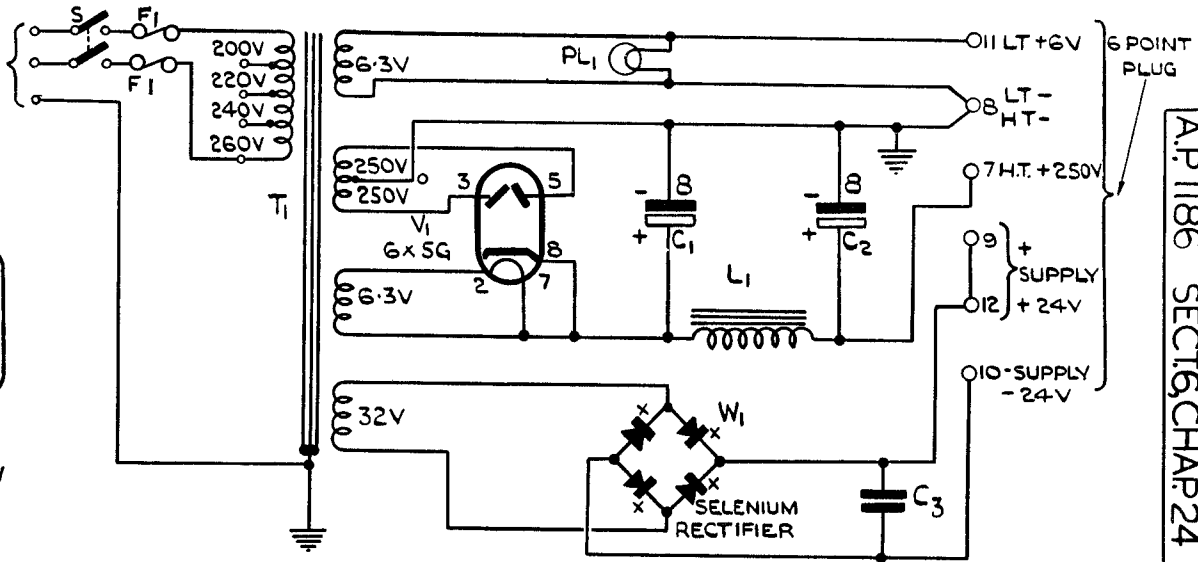 S
F1
F1
200V
220V
240V
260V
T1
6·3V
PL1
11 LT +6V
6 POINT
PLUG
8 LT -
HT -
250V
250V
3
5
V1
6×5G
8
2
7
6·3V
-
8
+
C1
-
8
+
C2
L1
7 H.T. +250V
9
+
SUPPLY
12
+ 24V
10 - SUPPLY
- 24V
32V
x
x
x
x
W1
SELENIUM
RECTIFIER
C3
A.P. 1186 SECT.6, CHAP. 24